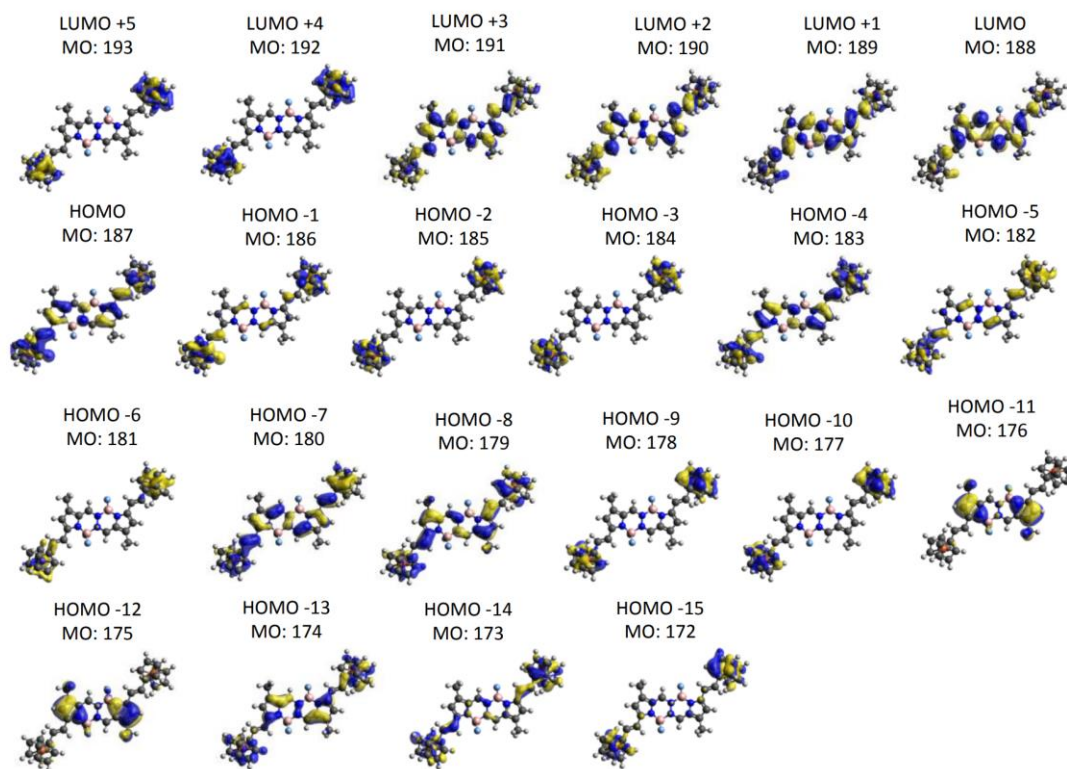 LUMO +5
MO: 193
LUMO +4
MO: 192
LUMO +3
MO: 191
LUMO +2
MO: 190
LUMO +1
MO: 189
LUMO
MO: 188
HOMO
MO: 187
HOMO -1
MO: 186
HOMO -2
MO: 185
HOMO -3
MO: 184
HOMO -4
MO: 183
HOMO -5
MO: 182
HOMO -6
MO: 181
HOMO -7
MO: 180
HOMO -8
MO: 179
HOMO -9
MO: 178
HOMO -10
MO: 177
HOMO -11
MO: 176
HOMO -12
MO: 175
HOMO -13
MO: 174
HOMO -14
MO: 173
HOMO -15
MO: 172